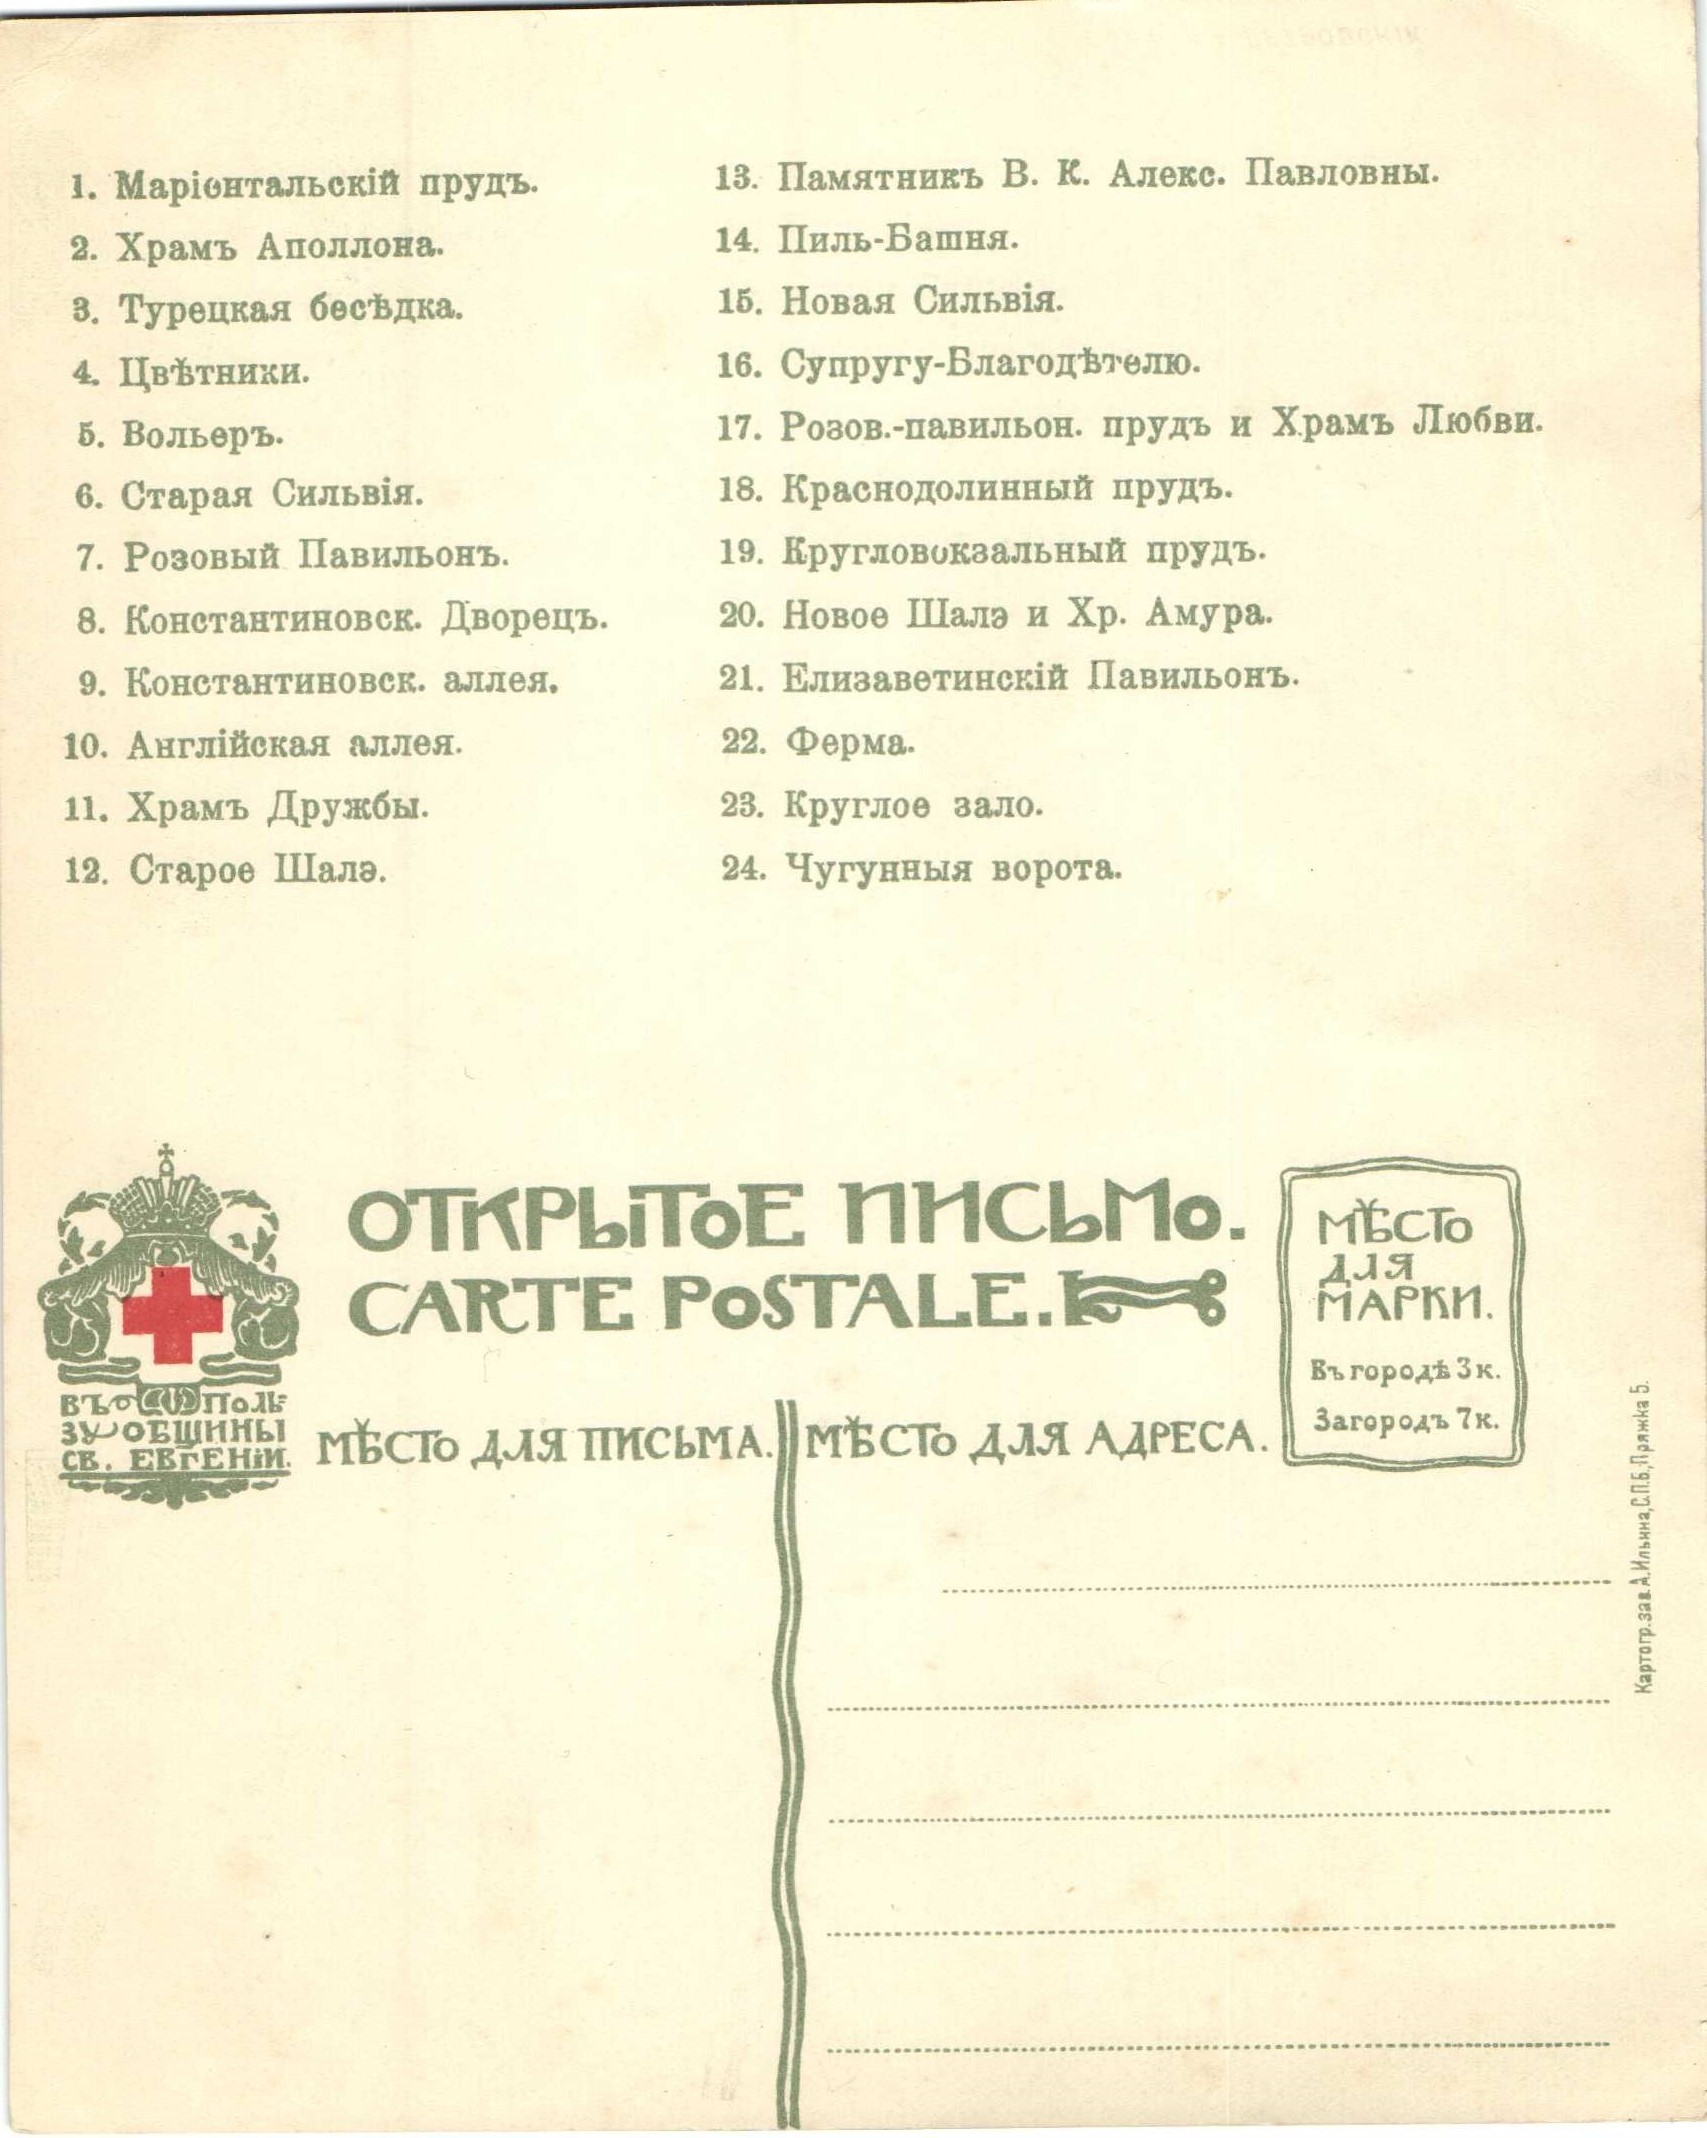 1. Маріентальскій прудъ.
2. Храмъ Аполлона.
3. Турецкая бесѣдка.
4. Цвѣтники.
5. Вольеръ.
6. Старая Сильвія.
7. Розовый Павильонъ.
8. Константиновск. Дворецъ.
9. Константиновск. аллея.
10. Англійская аллея.
11. Храмъ Дружбы.
12. Старое Шалэ.
13. Памятникъ В. К. Алекс. Павловны.
14. Пиль-Башня.
15. Новая Сильвія.
16. Супругу-Благодѣтелю.
17. Розов.-павильон. прудъ и Храмъ Любви.
18. Краснодолинный прудъ.
19. Кругловокзальный прудъ.
20. Новое Шалэ и Хр. Амура.
21. Елизаветинскій Павильонъ.
22. Ферма.
23. Круглое зало.
24. Чугунныя ворота.
ОТКРЫТОЕ ПИСЬМО.
CARTE POSTALE.
МѢСТО
ДЛЯ
МАРКИ.
Въ городѣ 3 к.
Загородъ 7 к.
ВЪ ПОЛЬ-
ЗУ ОБЩИНЫ
СВ. ЕВГЕНІИ.
МѢСТО ДЛЯ ПИСЬМА.
МѢСТО ДЛЯ АДРЕСА.
Картогр. зав. А. Ильина, С.П.Б., Пряжка 5.